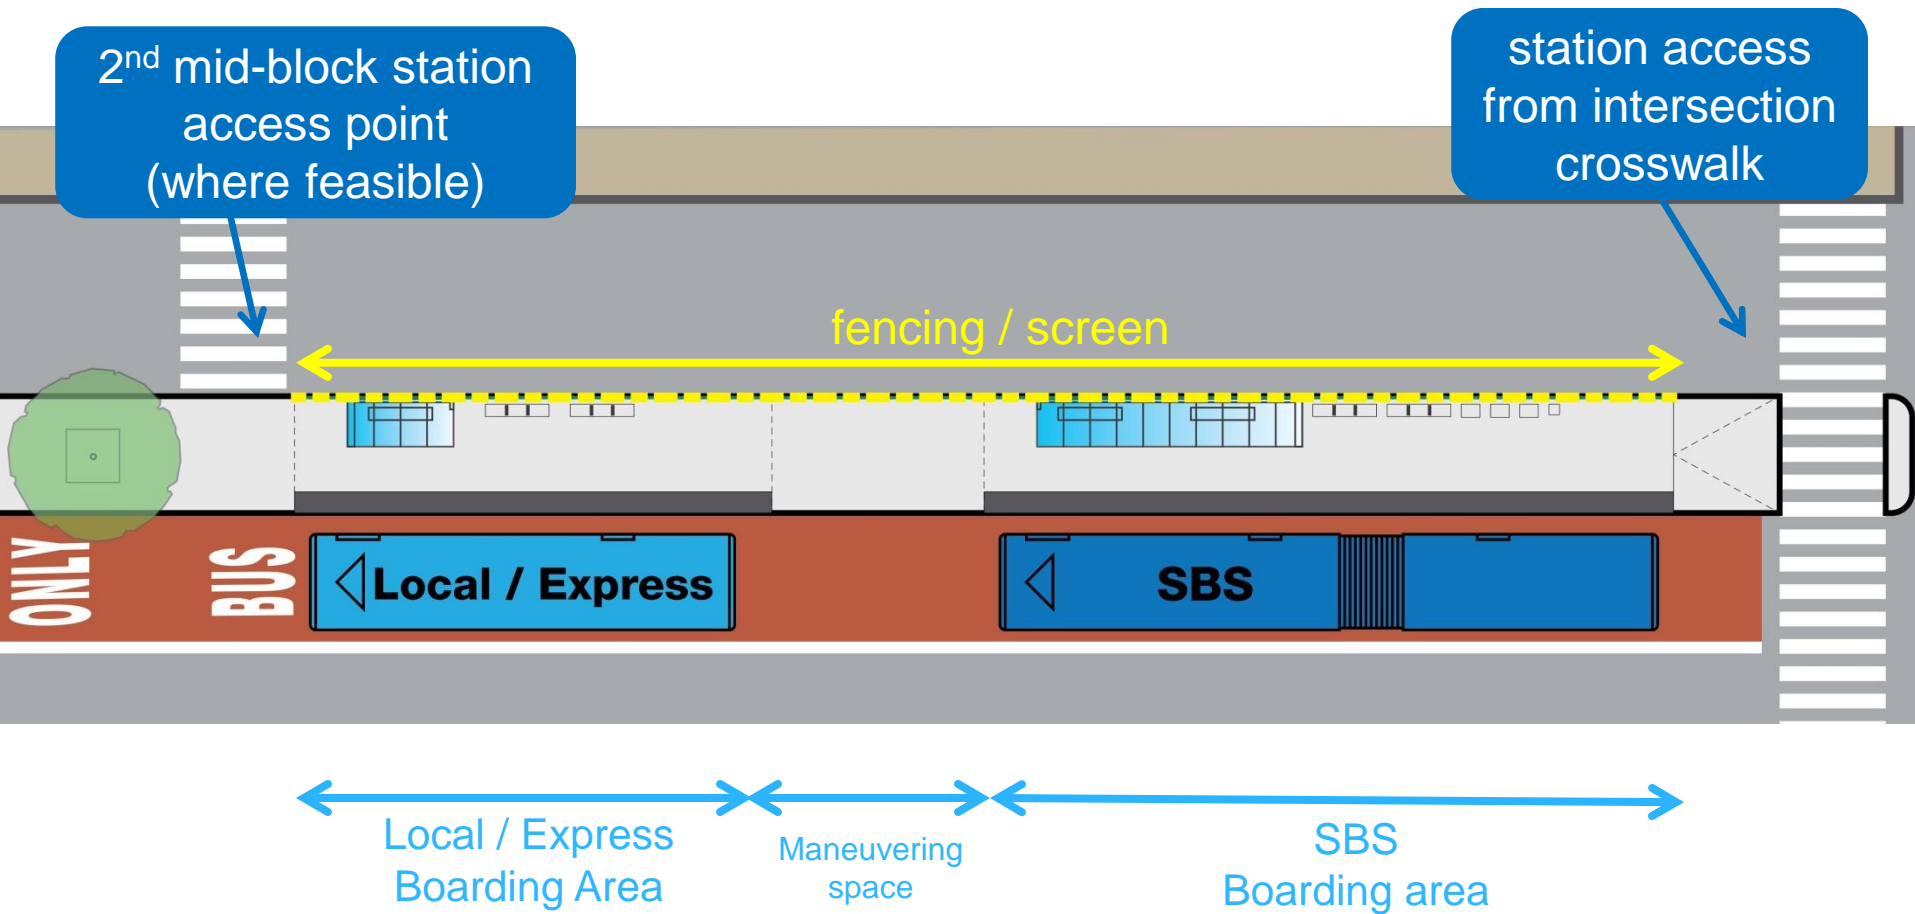 2nd mid-block station
access point
(where feasible)
station access
from intersection
crosswalk
fencing / screen
ONLY
BUS
Local / Express
SBS
Local / Express
Boarding Area
Maneuvering
space
SBS
Boarding area